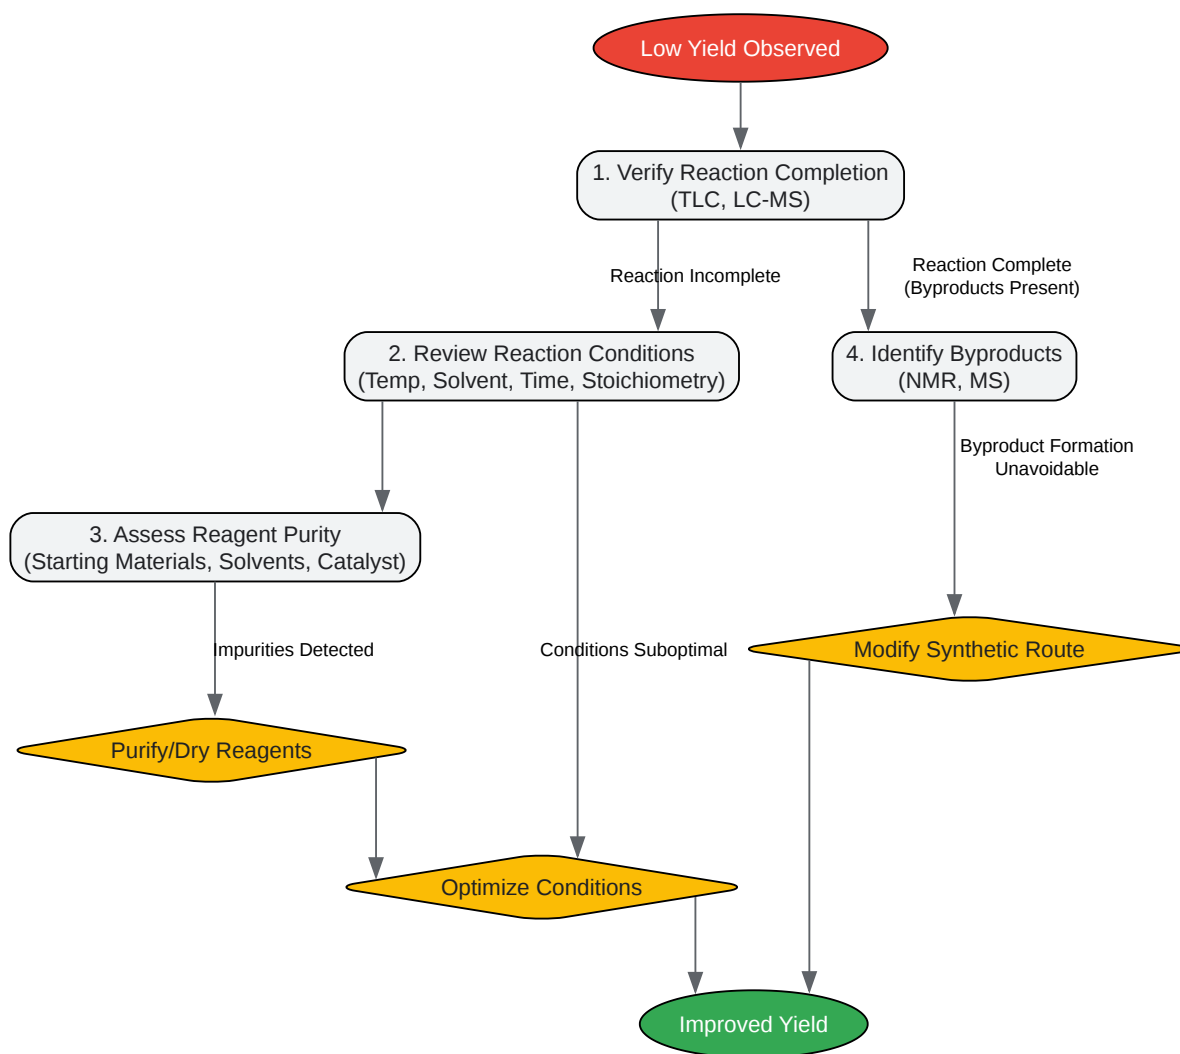 Low Yield Observed
1. Verify Reaction Completion
(TLC, LC-MS)
Reaction Incomplete
Reaction Complete
(Byproducts Present)
2. Review Reaction Conditions
(Temp, Solvent, Time, Stoichiometry)
4. Identify Byproducts
(NMR, MS)
Byproduct Formation
Unavoidable
3. Assess Reagent Purity
(Starting Materials, Solvents, Catalyst)
Impurities Detected
Conditions Suboptimal
Modify Synthetic Route
Purify/Dry Reagents
Optimize Conditions
Improved Yield